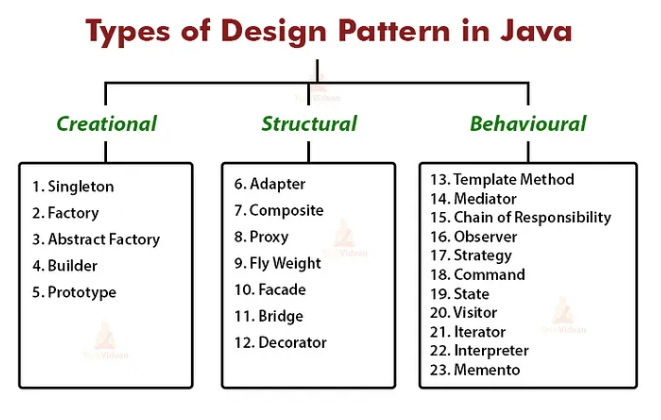 Types of Design Pattern in Java
Creational
Structural
Behavioural
1. Singleton
2. Factory
3. Abstract Factory
4. Builder
5. Prototype
6. Adapter
7. Composite
8. Proxy
9. Fly Weight
10. Facade
11. Bridge
12. Decorator
13. Template Method
14. Mediator
15. Chain of Responsibility
16. Observer
17. Strategy
18. Command
19. State
20. Visitor
21. Iterator
22. Interpreter
23. Memento